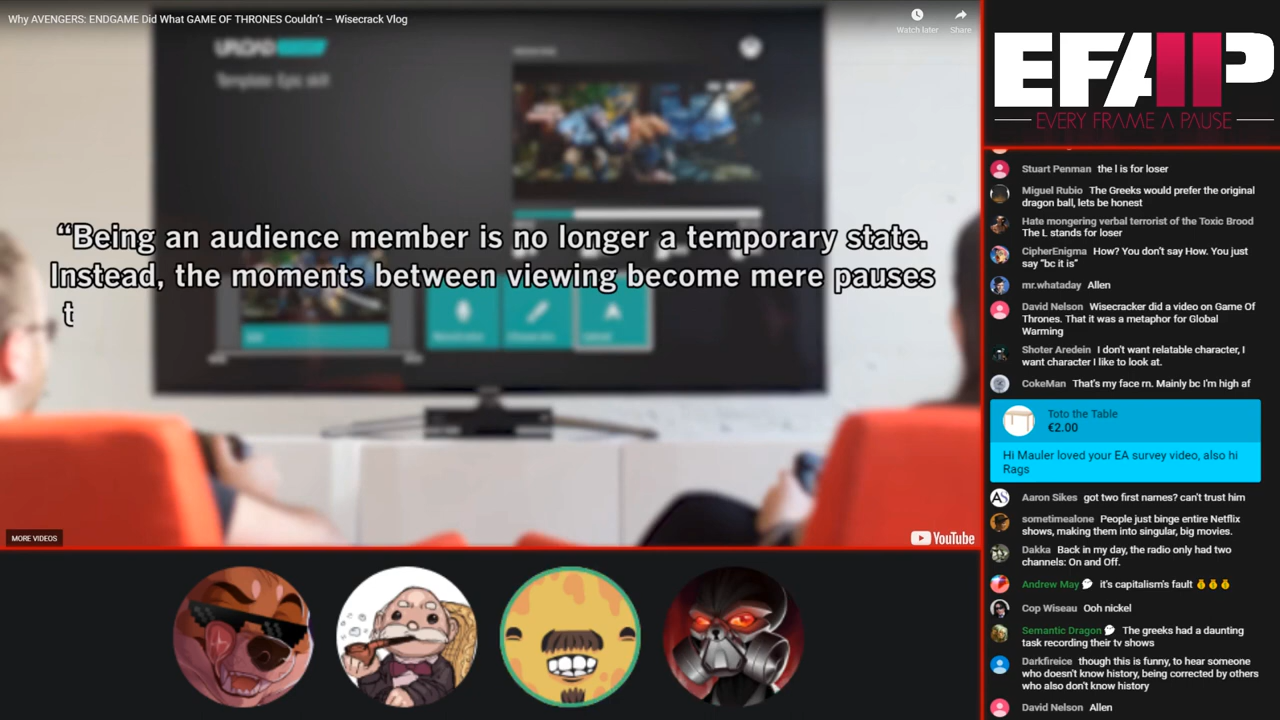 Why AVENGERS: ENDGAME Did What GAME OF THRONES Couldn't – Wisecrack Vlog
Watch later
Share
UPLOAD
Template Epic skit
“Being an audience member is no longer a temporary state.
Instead, the moments between viewing become mere pauses
t
MORE VIDEOS
YouTube
EFAP
EVERY FRAME A PAUSE
Stuart Penman the l is for loser
Miguel Rubio The Greeks would prefer the original
dragon ball, lets be honest
Hate mongering verbal terrorist of the Toxic Brood
The L stands for loser
CipherEnigma How? You don't say How. You just
say “bc it is”
mr.whataday Allen
David Nelson Wisecracker did a video on Game Of
Thrones. That it was a metaphor for Global
Warming
Shoter Aredein I don't want relatable character, I
want character I like to look at.
CokeMan That's my face rn. Mainly bc I'm high af
Toto the Table
€2.00
Hi Mauler loved your EA survey video, also hi
Rags
Aaron Sikes got two first names? can't trust him
sometimealone People just binge entire Netflix
shows, making them into singular, big movies.
Dakka Back in my day, the radio only had two
channels: On and Off.
Andrew May it's capitalism's fault 💰💰💰
Cop Wiseau Ooh nickel
Semantic Dragon The greeks had a daunting
task recording their tv shows
Darkfireice though this is funny, to hear someone
who doesn't know history, being corrected by others
who also don't know history
David Nelson Allen